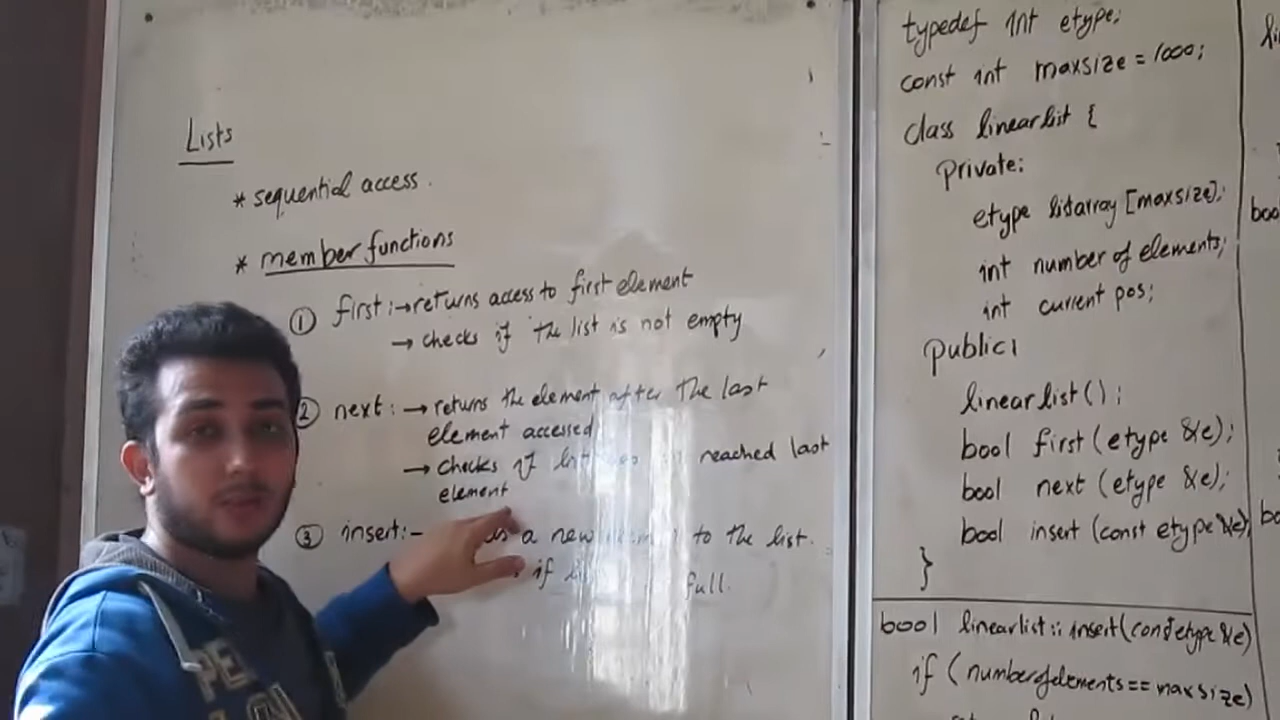 Lists
* sequential access.
* member functions
① first :→ returns access to first element
→ checks if the list is not empty
② next : → returns the element after the last
element accessed
→ checks if reached last
element
③ insert :- a new to the list.
if full.
typedef int etype;
const int maxsize = 1000;
class linearlist {
private:
etype listarray [maxsize];
int number of elements;
int current pos;
public:
linearlist();
bool first (etype &e);
bool next (etype &e);
bool insert (const etype &e)
}
bool linearlist :: insert (const etype &e)
if (numberofelements == maxsize)